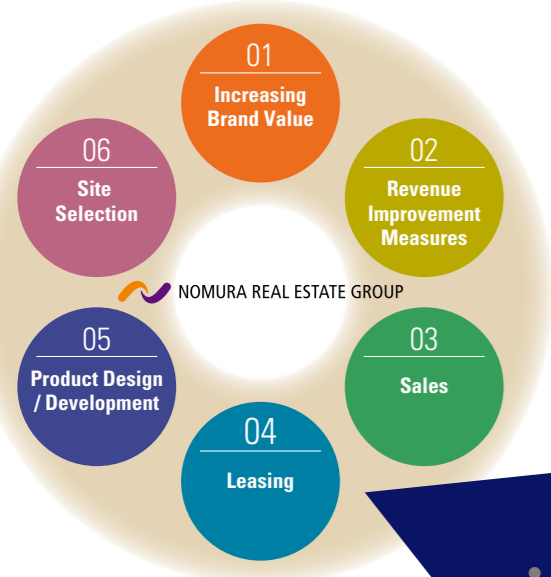 01
Increasing
Brand Value
02
Revenue
Improvement
Measures
03
Sales
04
Leasing
05
Product Design
/ Development
06
Site
Selection
NOMURA REAL ESTATE GROUP